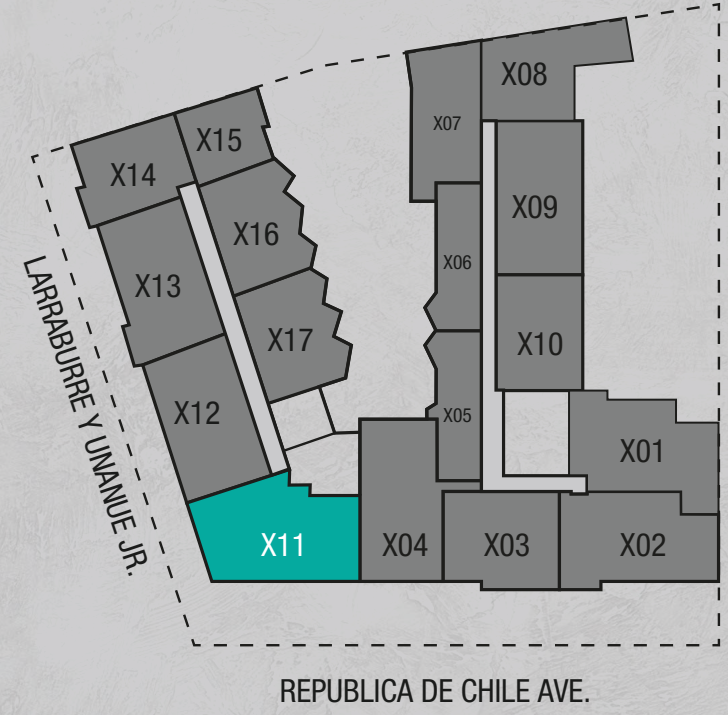 X08
X07
X15
X14
X09
X16
X06
X13
X17
X10
X12
X05
X01
LARRABURRE Y UNANUE JR.
X11
X04
X03
X02
REPUBLICA DE CHILE AVE.